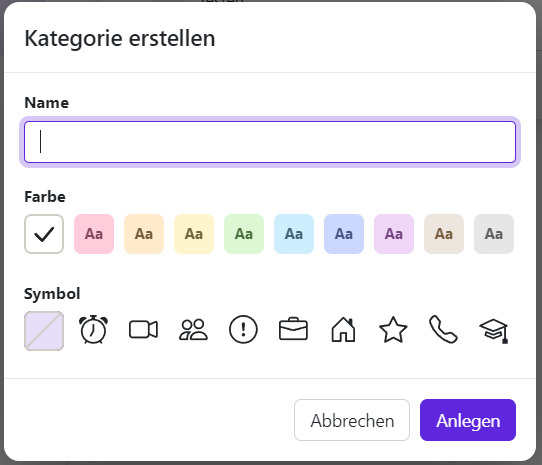 Kategorie erstellen
Name
Farbe
Aa Aa Aa Aa Aa Aa Aa Aa Aa
Symbol
Abbrechen Anlegen